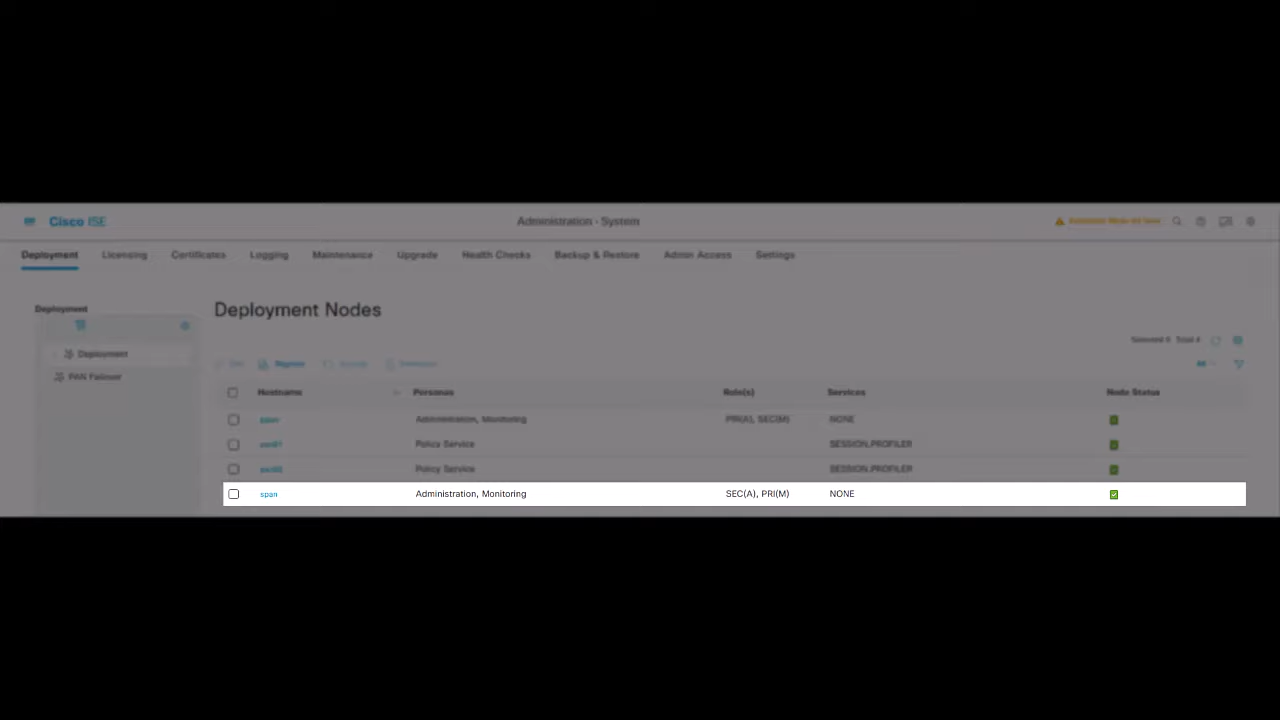 Cisco ISE
Administration - System
Deployment
Licensing
Certificates
Logging
Maintenance
Upgrade
Health Checks
Backup & Restore
Admin Access
Settings
Deployment
Deployment
PAN Failover
Deployment Nodes
Selected 0 Total 4
Register
Hostname
Personas
Role(s)
Services
Node Status
Administration, Monitoring
PRI(A), SEC(M)
NONE
Policy Service
SESSION,PROFILER
Policy Service
SESSION,PROFILER
span
Administration, Monitoring
SEC(A), PRI(M)
NONE